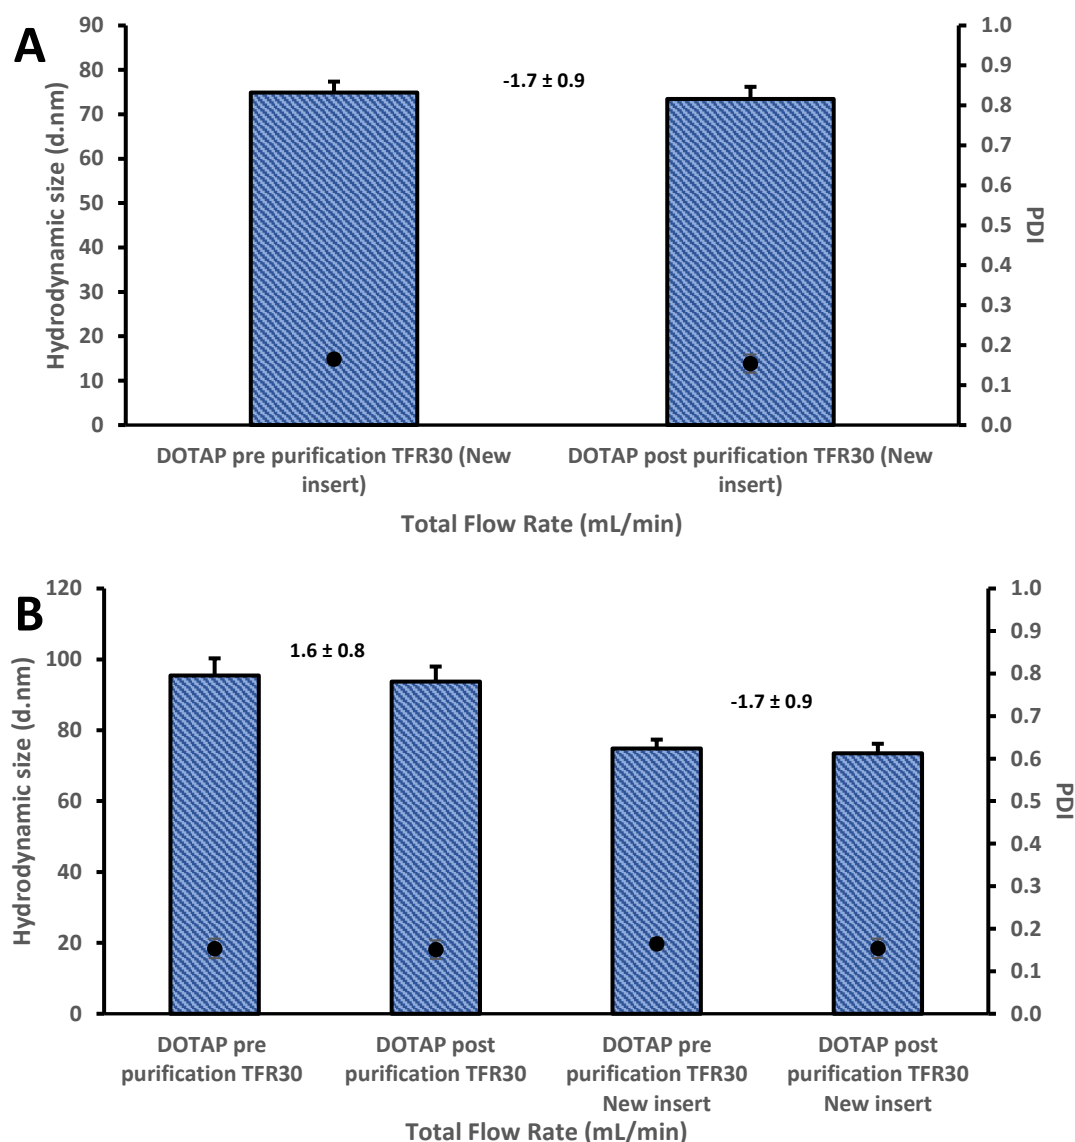 A
90
80
70
60
50
40
30
20
10
0
Hydrodynamic size (d.nm)
-1.7 ± 0.9
1.0
0.9
0.8
0.7
0.6
0.5
0.4
0.3
0.2
0.1
0.0
PDI
DOTAP pre purification TFR30 (New
insert)
DOTAP post purification TFR30 (New
insert)
Total Flow Rate (mL/min)
B
120
100
80
60
40
20
0
Hydrodynamic size (d.nm)
1.6 ± 0.8
-1.7 ± 0.9
1.0
0.9
0.8
0.7
0.6
0.5
0.4
0.3
0.2
0.1
0.0
PDI
DOTAP pre
purification TFR30
DOTAP post
purification TFR30
DOTAP pre
purification TFR30
New insert
DOTAP post
purification TFR30
New insert
Total Flow Rate (mL/min)